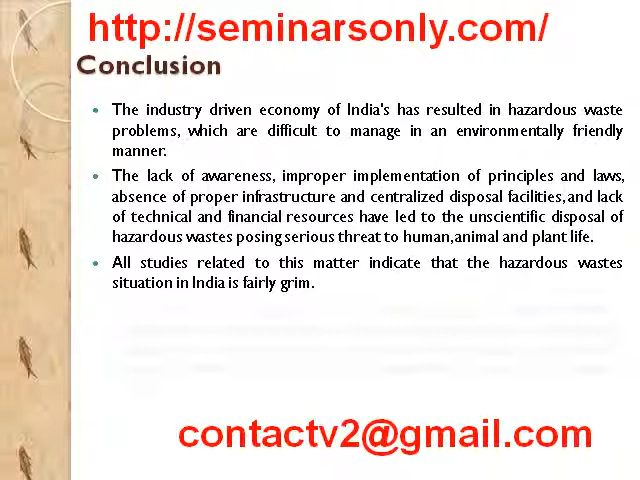 http://seminarsonly.com/
Conclusion
• The industry driven economy of India's has resulted in hazardous waste
problems, which are difficult to manage in an environmentally friendly
manner.
• The lack of awareness, improper implementation of principles and laws,
absence of proper infrastructure and centralized disposal facilities, and lack
of technical and financial resources have led to the unscientific disposal of
hazardous wastes posing serious threat to human, animal and plant life.
• All studies related to this matter indicate that the hazardous wastes
situation in India is fairly grim.
contactv2@gmail.com